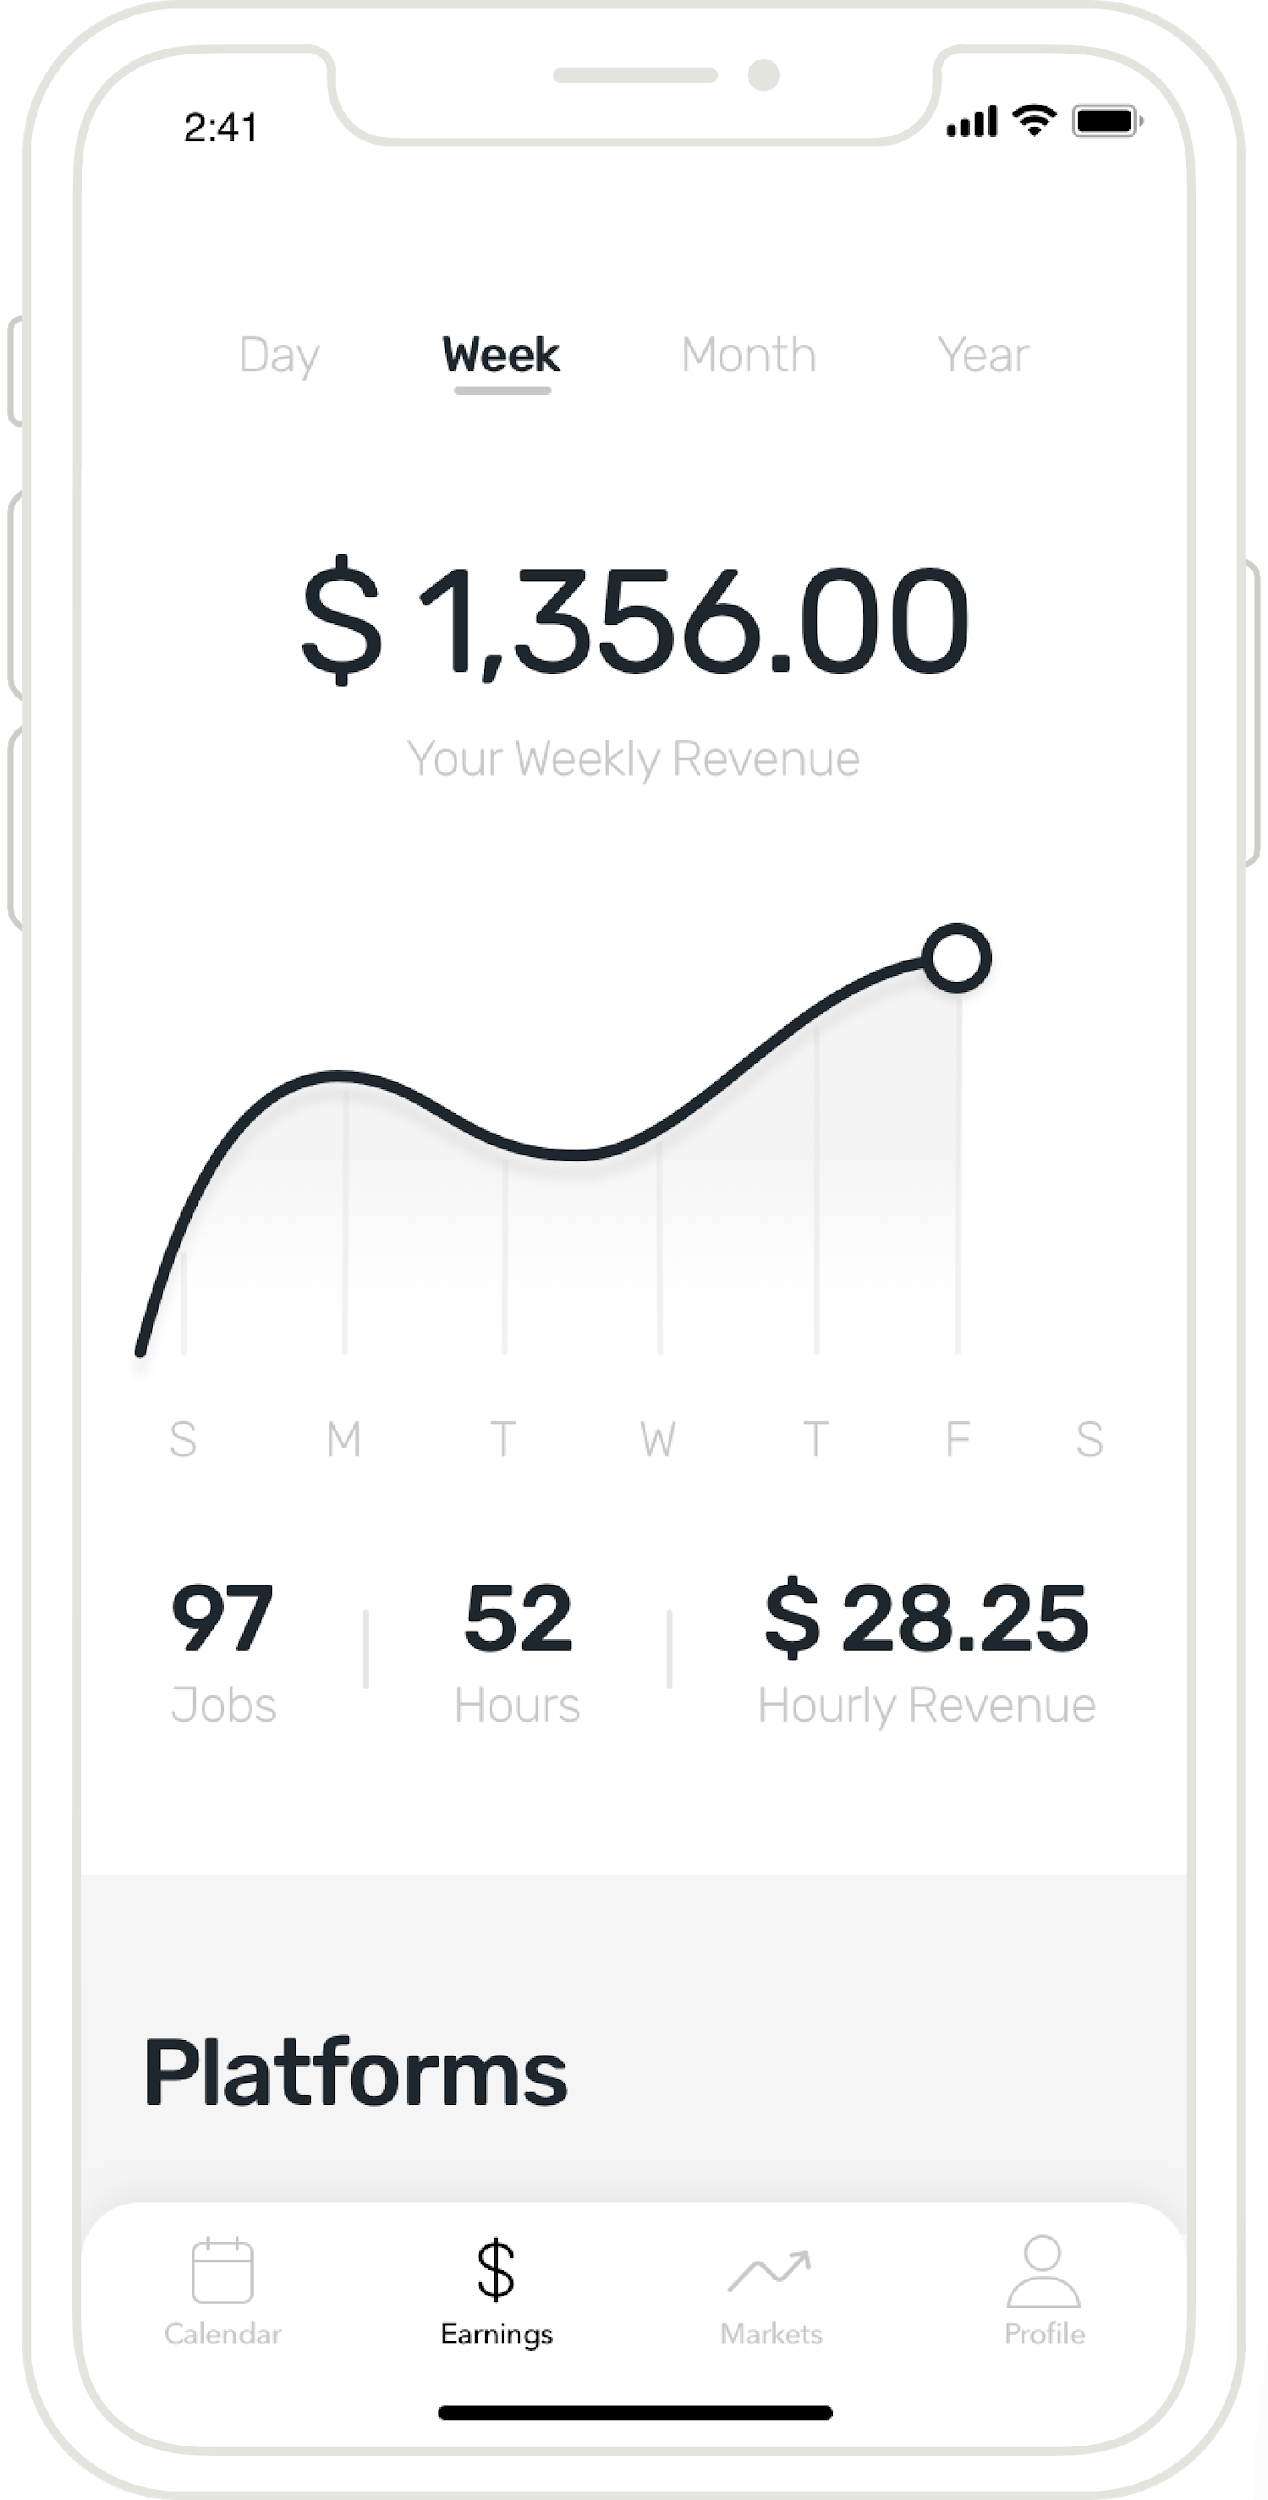 2:41
Day Week Month Year
$ 1,356.00
Your Weekly Revenue
S M T W T F S
97 52 $ 28.25
Jobs Hours Hourly Revenue
Platforms
Calendar Earnings Markets Profile